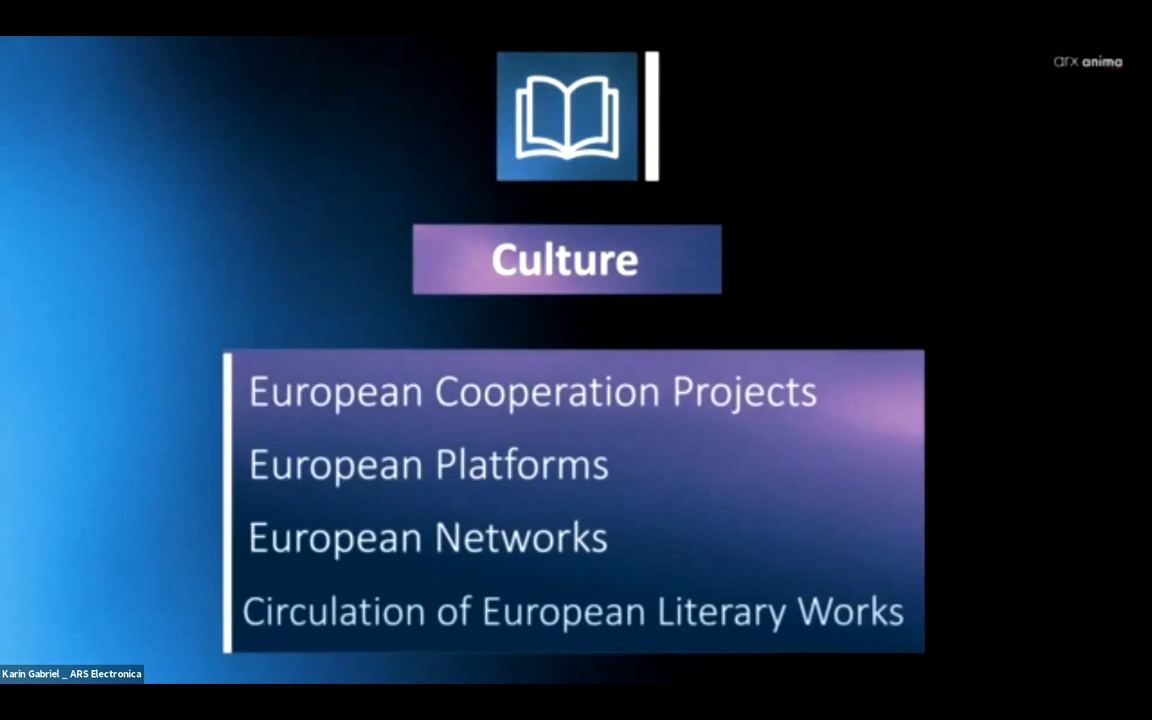 arx anima
Culture
European Cooperation Projects
European Platforms
European Networks
Circulation of European Literary Works
Karin Gabriel _ ARS Electronica